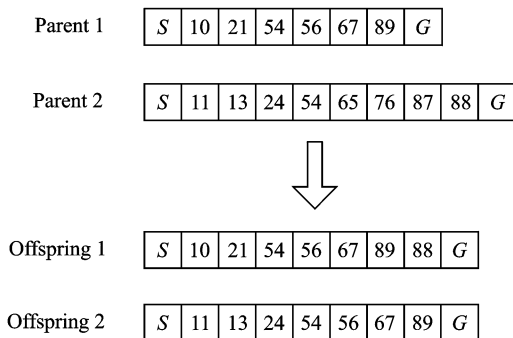 Parent 1 S 10 21 54 56 67 89 G
Parent 2 S 11 13 24 54 65 76 87 88 G
Offspring 1 S 10 21 54 56 67 89 88 G
Offspring 2 S 11 13 24 54 56 67 89 G